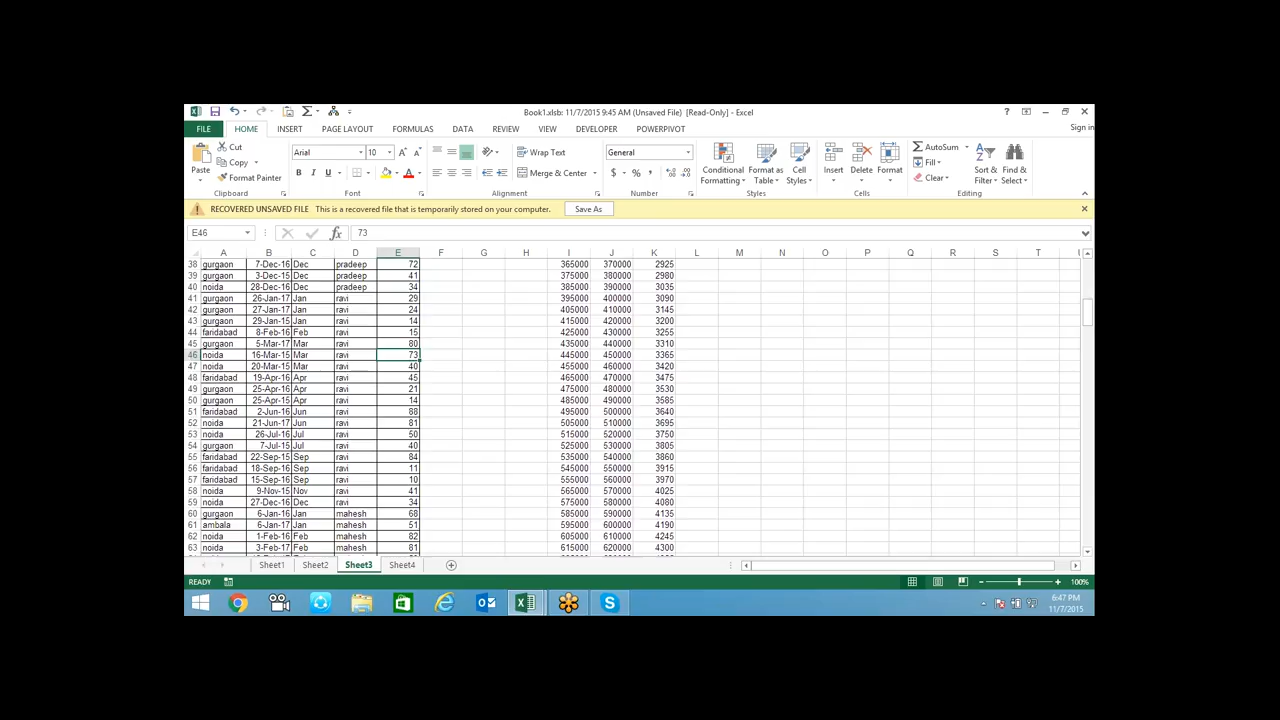 Book1.xlsb: 11/7/2015 9:45 AM (Unsaved File) [Read-Only] - Excel
FILE HOME INSERT PAGE LAYOUT FORMULAS DATA REVIEW VIEW DEVELOPER POWERPIVOT Sign in
Paste Cut Copy Format Painter Clipboard
Arial 10 B I U Font
Wrap Text Merge & Center Alignment
General $ % , Number
Conditional Formatting Format as Table Cell Styles Styles
Insert Delete Format Cells
AutoSum Fill Clear Sort & Filter Find & Select Editing
RECOVERED UNSAVED FILE This is a recovered file that is temporarily stored on your computer. Save As
E46 fx 73
A B C D E F G H I J K L M N O P Q R S T
38 gurgaon 7-Dec-16 Dec pradeep 72 365000 370000 2925
39 gurgaon 3-Dec-15 Dec pradeep 41 375000 380000 2980
40 noida 28-Dec-16 Dec pradeep 34 385000 390000 3035
41 gurgaon 26-Jan-17 Jan ravi 29 395000 400000 3090
42 gurgaon 27-Jan-17 Jan ravi 24 405000 410000 3145
43 gurgaon 29-Jan-15 Jan ravi 14 415000 420000 3200
44 faridabad 8-Feb-16 Feb ravi 15 425000 430000 3255
45 gurgaon 5-Mar-17 Mar ravi 80 435000 440000 3310
46 noida 16-Mar-15 Mar ravi 73 445000 450000 3365
47 noida 20-Mar-15 Mar ravi 40 455000 460000 3420
48 faridabad 19-Apr-16 Apr ravi 45 465000 470000 3475
49 gurgaon 25-Apr-16 Apr ravi 21 475000 480000 3530
50 gurgaon 25-Apr-15 Apr ravi 14 485000 490000 3585
51 faridabad 2-Jun-16 Jun ravi 88 495000 500000 3640
52 noida 21-Jun-17 Jun ravi 81 505000 510000 3695
53 noida 26-Jul-16 Jul ravi 50 515000 520000 3750
54 gurgaon 7-Jul-15 Jul ravi 40 525000 530000 3805
55 faridabad 22-Sep-15 Sep ravi 84 535000 540000 3860
56 faridabad 18-Sep-16 Sep ravi 11 545000 550000 3915
57 faridabad 15-Sep-16 Sep ravi 10 555000 560000 3970
58 noida 9-Nov-15 Nov ravi 41 565000 570000 4025
59 noida 27-Dec-16 Dec ravi 34 575000 580000 4080
60 gurgaon 6-Jan-16 Jan mahesh 68 585000 590000 4135
61 ambala 6-Jan-17 Jan mahesh 51 595000 600000 4190
62 noida 1-Feb-16 Feb mahesh 82 605000 610000 4245
63 noida 3-Feb-17 Feb mahesh 81 615000 620000 4300
Sheet1 Sheet2 Sheet3 Sheet4
READY 100%
6:47 PM
11/7/2015